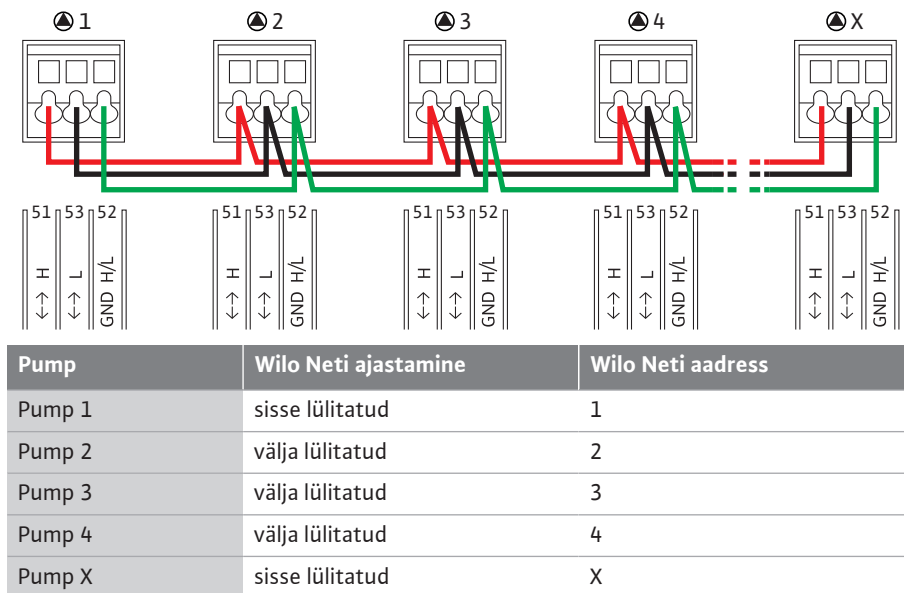 1 2 3 4 X
51 53 52 51 53 52 51 53 52 51 53 52 51 53 52
<--> H <--> L GND H/L <--> H <--> L GND H/L <--> H <--> L GND H/L <--> H <--> L GND H/L <--> H <--> L GND H/L
Pump Wilo Neti ajastamine Wilo Neti aadress
Pump 1 sisse lülitatud 1
Pump 2 välja lülitatud 2
Pump 3 välja lülitatud 3
Pump 4 välja lülitatud 4
Pump X sisse lülitatud X